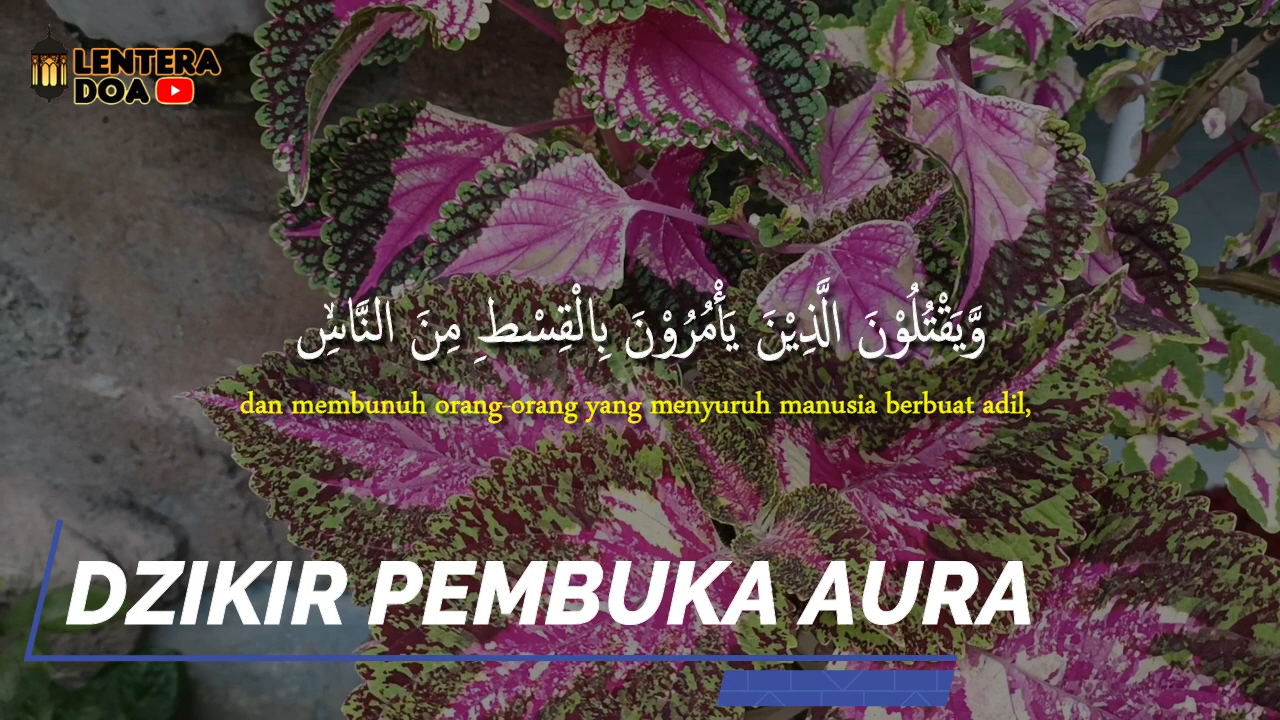 LENTERA
DOA
وَّيَقْتُلُوْنَ الَّذِيْنَ يَأْمُرُوْنَ بِالْقِسْطِ مِنَ النَّاسِۙ
dan membunuh orang-orang yang menyuruh manusia berbuat adil,
DZIKIR PEMBUKA AURA